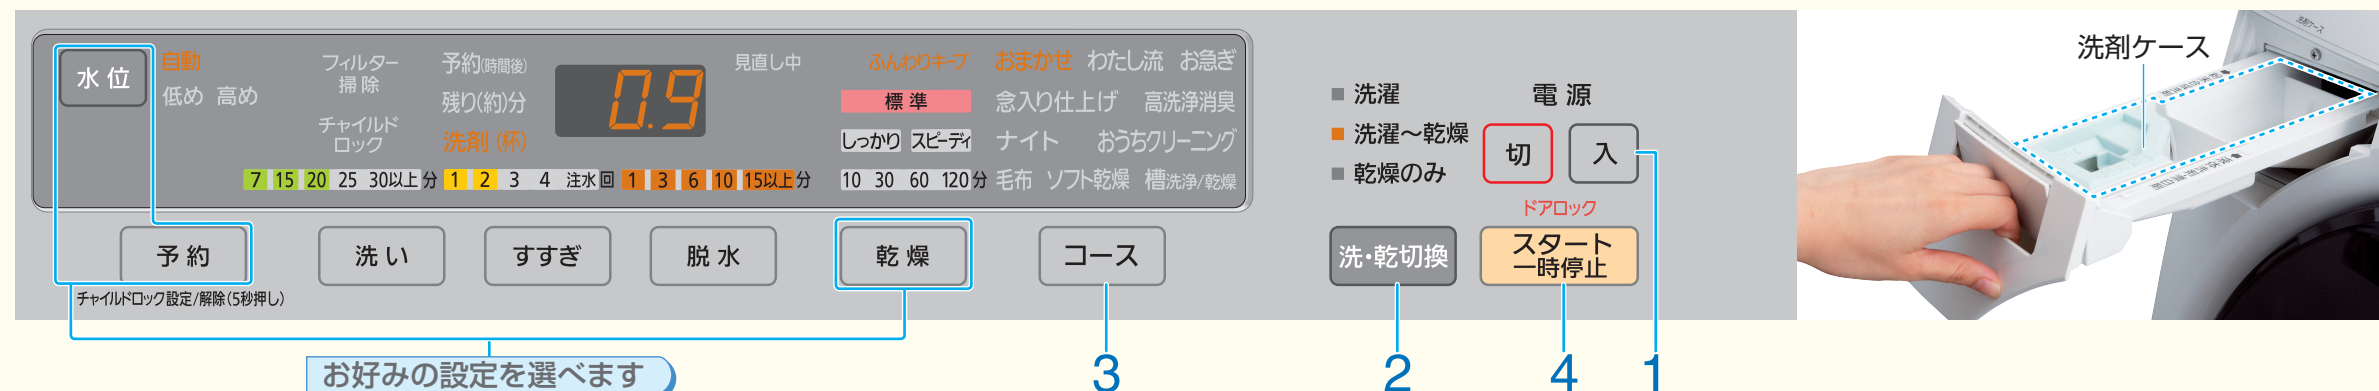 水位
自動
低め 高め
フィルター
掃除
チャイルド
ロック
予約(時間後)
残り(約)分
洗剤(杯)
0.9
見直し中
ふんわりキープ
標準
しっかり スピーディ
おまかせ わたし流 お急ぎ
念入り仕上げ 高洗浄消臭
ナイト おうちクリーニング
毛布 ソフト乾燥 槽洗浄/乾燥
7 15 20 25 30以上 分 1 2 3 4 注水 回 1 3 6 10 15以上 分
10 30 60 120 分
予約
洗い
すすぎ
脱水
乾燥
コース
チャイルドロック設定/解除(5秒押し)
洗濯
洗濯〜乾燥
乾燥のみ
電源
切
入
ドアロック
洗・乾切換
スタート
一時停止
お好みの設定を選べます
3
2
4
1
洗剤ケース
洗剤ケース